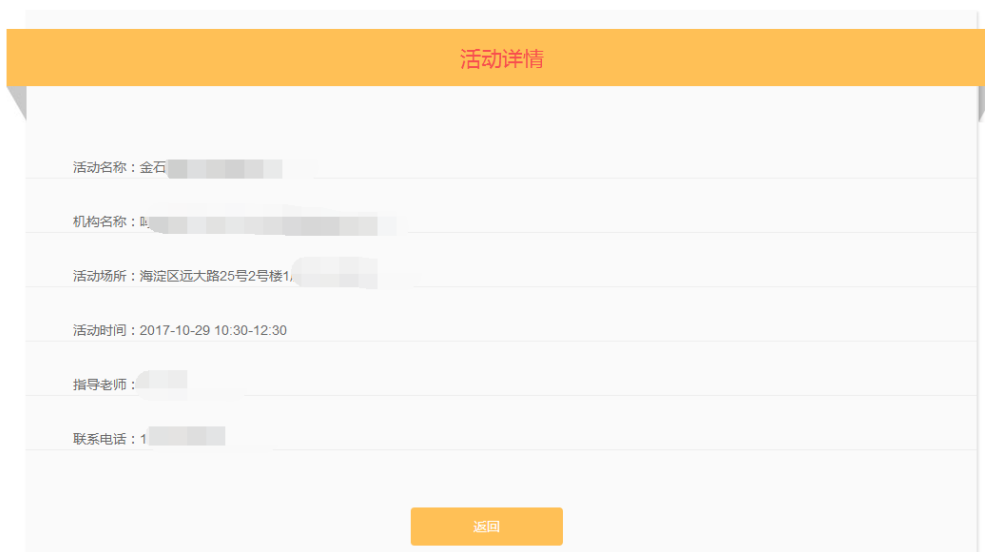 活动详情
活动名称：金石
机构名称：
活动场所：海淀区远大路25号2号楼1
活动时间：2017-10-29 10:30-12:30
指导老师：
联系电话：1
返回